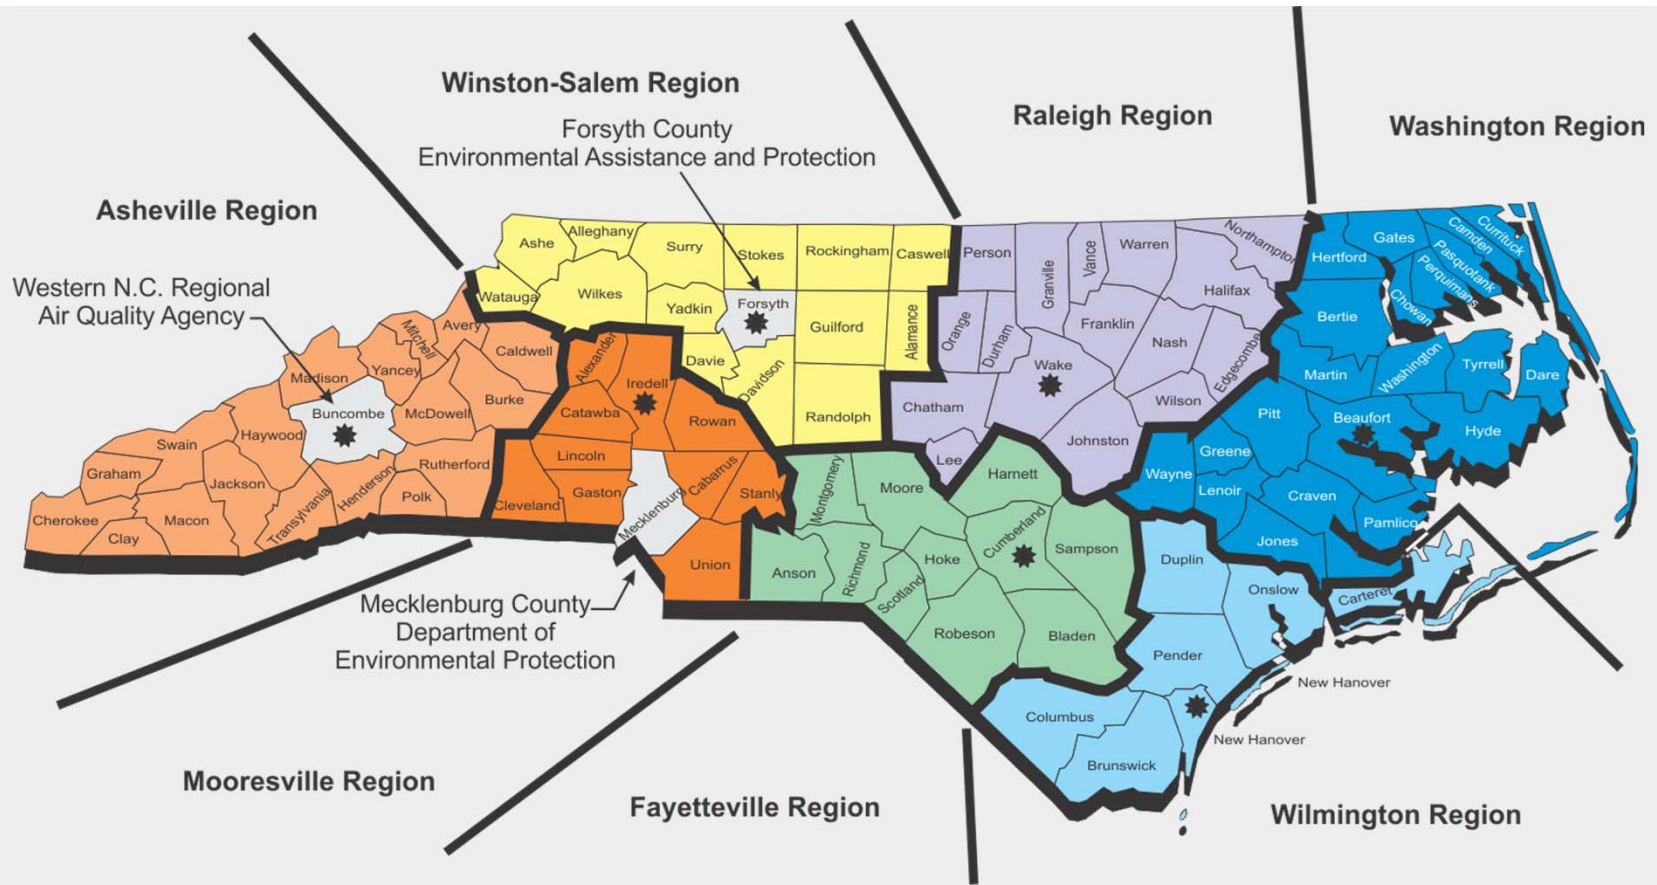 Winston-Salem Region
Forsyth County
Environmental Assistance and Protection
Raleigh Region
Washington Region
Asheville Region
Western N.C. Regional
Air Quality Agency
Mecklenburg County
Department of
Environmental Protection
Mooresville Region
Fayetteville Region
Wilmington Region
Ashe
Alleghany
Surry
Stokes
Rockingham
Caswell
Watauga
Wilkes
Yadkin
Forsyth
Guilford
Alamance
Davie
Davidson
Randolph
Person
Granville
Vance
Warren
Northampton
Halifax
Orange
Durham
Franklin
Nash
Edgecombe
Wake
Chatham
Wilson
Johnston
Lee
Hertford
Gates
Currituck
Camden
Pasquotank
Perquimans
Chowan
Bertie
Martin
Washington
Tyrrell
Dare
Pitt
Beaufort
Hyde
Greene
Wayne
Lenoir
Craven
Pamlico
Jones
Avery
Mitchell
Caldwell
Madison
Yancey
Burke
Buncombe
McDowell
Haywood
Swain
Graham
Jackson
Rutherford
Henderson
Polk
Transylvania
Cherokee
Macon
Clay
Alexander
Iredell
Catawba
Rowan
Lincoln
Cleveland
Gaston
Mecklenburg
Cabarrus
Stanly
Union
Montgomery
Moore
Harnett
Anson
Richmond
Hoke
Cumberland
Sampson
Scotland
Robeson
Bladen
Duplin
Onslow
Carteret
Pender
New Hanover
Columbus
New Hanover
Brunswick